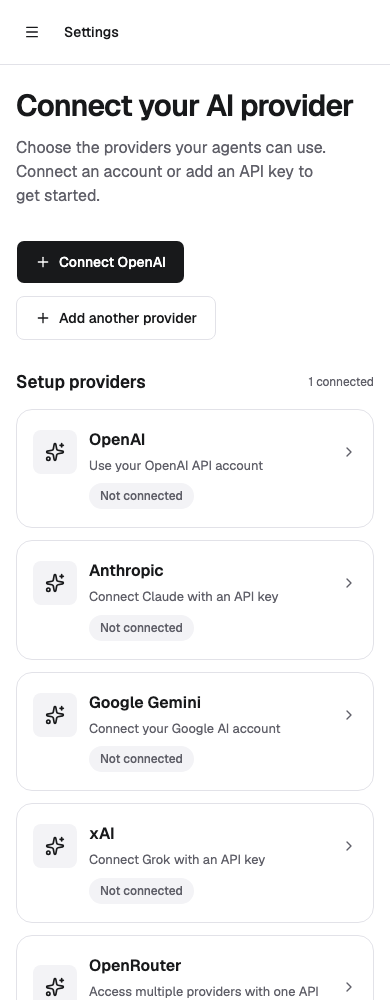 Settings
Connect your AI provider
Choose the providers your agents can use.
Connect an account or add an API key to
get started.
Connect OpenAI
Add another provider
Setup providers
1 connected
OpenAI
Use your OpenAI API account
Not connected
Anthropic
Connect Claude with an API key
Not connected
Google Gemini
Connect your Google AI account
Not connected
xAI
Connect Grok with an API key
Not connected
OpenRouter
Access multiple providers with one API